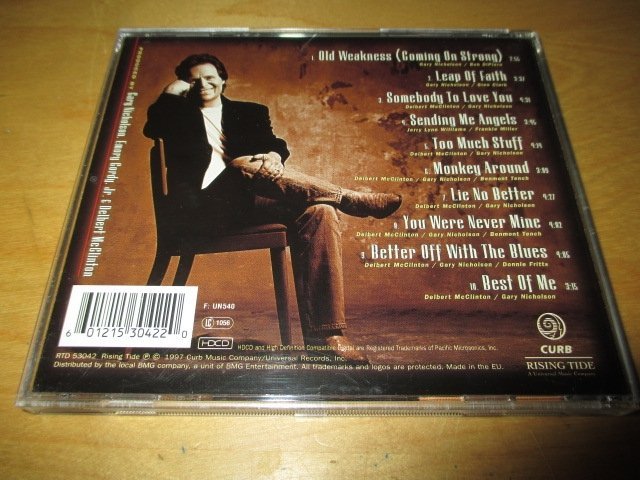 PRODUCED BY Gary Nicholson, Emory Gordy, Jr. & Delbert McClinton
1. Old Weakness (Coming On Strong) 7:55
Gary Nicholson / Bob DiPiero
2. Leap Of Faith 3:37
Gary Nicholson / Glen Clark
3. Somebody To Love You 4:31
Delbert McClinton / Gary Nicholson
4. Sending Me Angels 3:45
Jerry Lynn Williams / Frankie Miller
5. Too Much Stuff 4:14
Delbert McClinton / Gary Nicholson
6. Monkey Around 3:09
Delbert McClinton / Gary Nicholson / Benmont Tench
7. Lie No Better 4:27
Delbert McClinton / Gary Nicholson
8. You Were Never Mine 4:02
Delbert McClinton / Gary Nicholson / Benmont Tench
9. Better Off With The Blues 4:05
Delbert McClinton / Gary Nicholson / Donnie Fritts
10. Best Of Me 3:15
Delbert McClinton / Gary Nicholson
F: UN540
LC 1056
6 01215 30422 0
HDCD HDCD and High Definition Compatible Digital are Registered Trademarks of Pacific Microsonics, Inc.
RTD 53042 Rising Tide ℗ © 1997 Curb Music Company/Universal Records, Inc.
Distributed by the local BMG company, a unit of BMG Entertainment. All trademarks and logos are protected. Made in the EU.
CURB
RISING TIDE
A Universal Music Company